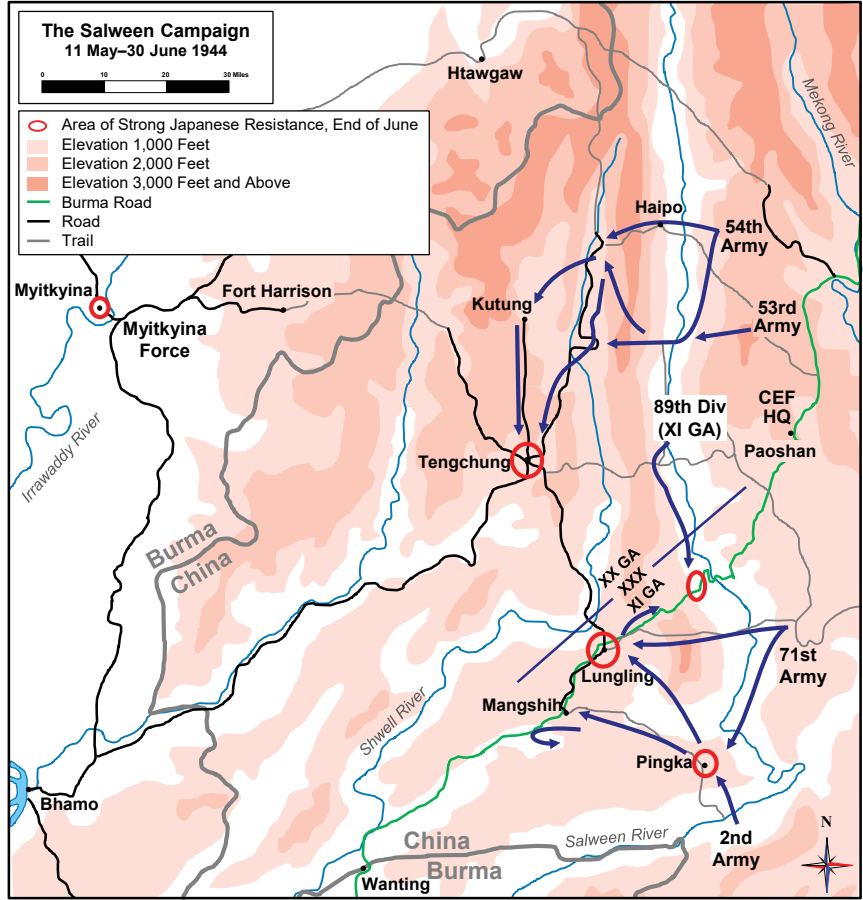 The Salween Campaign
11 May–30 June 1944
0 10 20 30 Miles
Area of Strong Japanese Resistance, End of June
Elevation 1,000 Feet
Elevation 2,000 Feet
Elevation 3,000 Feet and Above
Burma Road
Road
Trail
Htawgaw
Mekong River
Haipo
54th
Army
Myitkyina
Fort Harrison
Kutung
53rd
Army
Myitkyina
Force
89th Div
(XI GA)
CEF
HQ
Paoshan
Irrawaddy River
Tengchung
Burma
China
XX GA
XXX
XI GA
Lungling
71st
Army
Mangshih
Shwell River
Pingka
Bhamo
China
Burma
Salween River
2nd
Army
Wanting
N